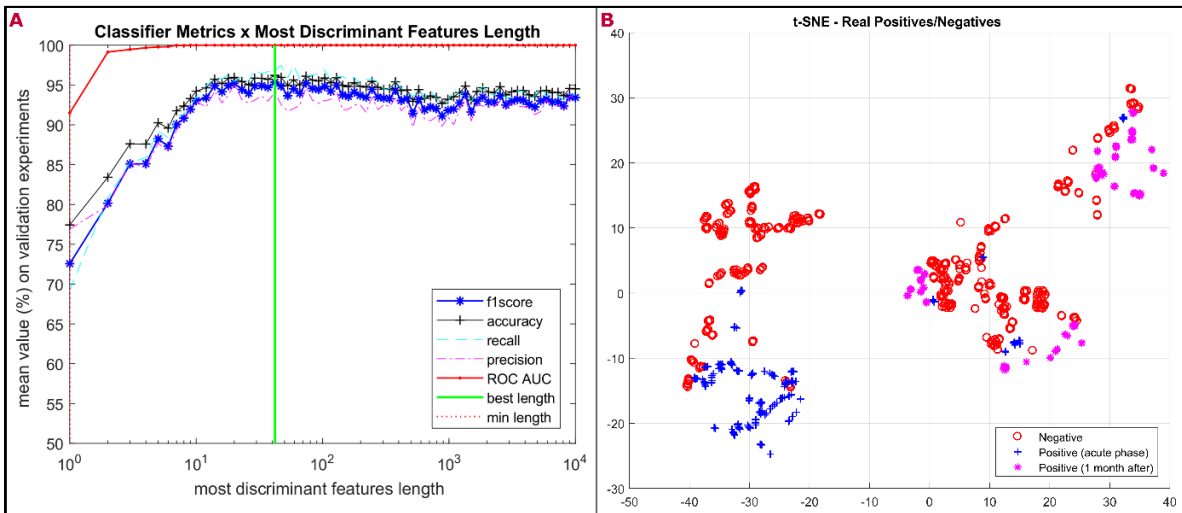 A
Classifier Metrics x Most Discriminant Features Length
100
95
90
85
80
75
70
65
60
55
50
mean value (%) on validation experiments
f1score
accuracy
recall
precision
ROC AUC
best length
min length
10^0
10^1
10^2
10^3
10^4
most discriminant features length
B
t-SNE - Real Positives/Negatives
40
30
20
10
0
-10
-20
-30
Negative
Positive (acute phase)
Positive (1 month after)
-50
-40
-30
-20
-10
0
10
20
30
40